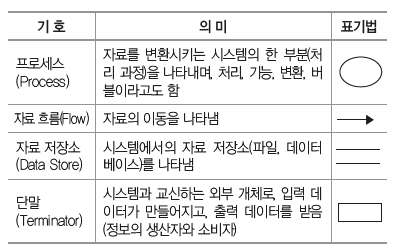 기 호 의 미 표기법
프로세스
(Process)
자료를 변환시키는 시스템의 한 부분(처
리 과정)을 나타내며, 처리, 기능, 변환, 버
블이라고도 함
자료 흐름(Flow) 자료의 이동을 나타냄
자료 저장소
(Data Store)
시스템에서의 자료 저장소(파일, 데이터
베이스)를 나타냄
단말
(Terminator)
시스템과 교신하는 외부 개체로, 입력 데
이터가 만들어지고, 출력 데이터를 받음
(정보의 생산자와 소비자)